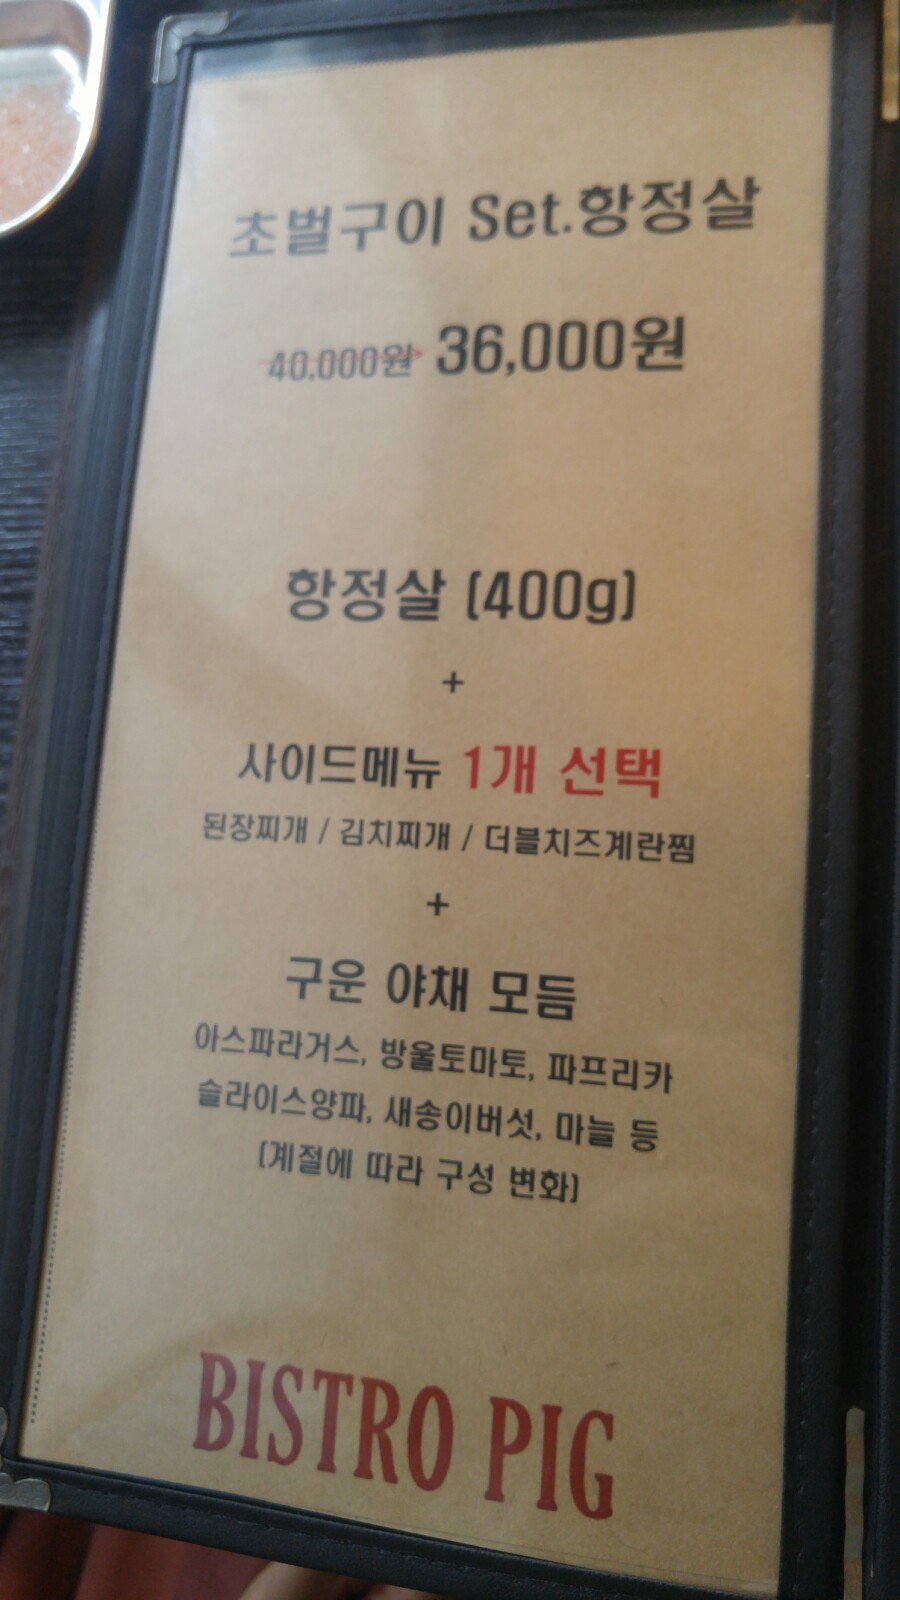 초벌구이 Set.항정살
40,000원 36,000원
항정살 (400g)
+
사이드메뉴 1개 선택
된장찌개 / 김치찌개 / 더블치즈계란찜
+
구운 야채 모듬
아스파라거스, 방울토마토, 파프리카
슬라이스양파, 새송이버섯, 마늘 등
(계절에 따라 구성 변화)
BISTRO PIG